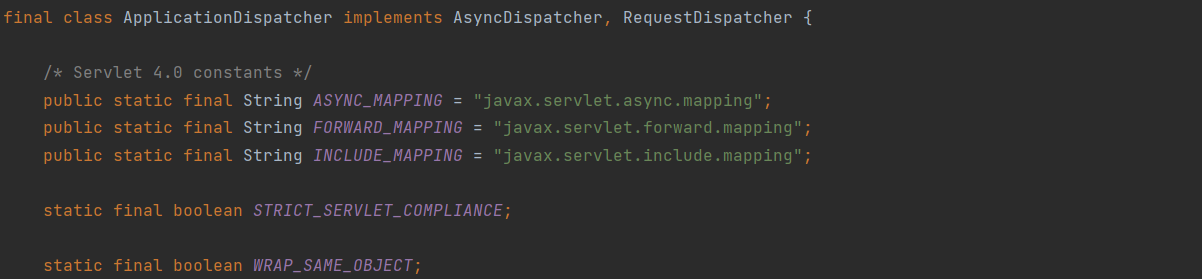 final class ApplicationDispatcher implements AsyncDispatcher, RequestDispatcher {
/* Servlet 4.0 constants */
public static final String ASYNC_MAPPING = "javax.servlet.async.mapping";
public static final String FORWARD_MAPPING = "javax.servlet.forward.mapping";
public static final String INCLUDE_MAPPING = "javax.servlet.include.mapping";
static final boolean STRICT_SERVLET_COMPLIANCE;
static final boolean WRAP_SAME_OBJECT;